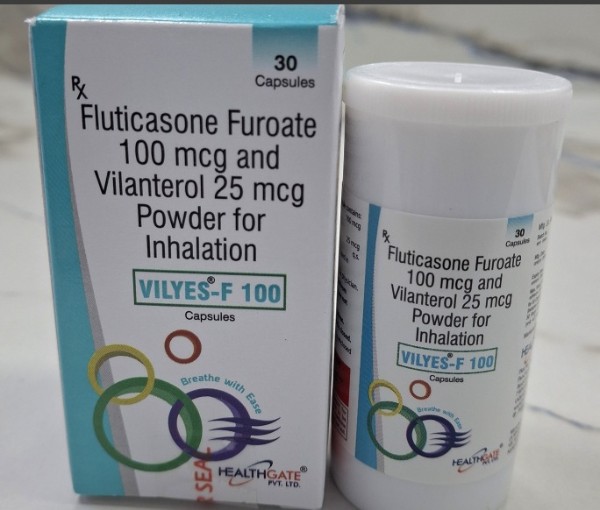 30
Capsules
Rx
Fluticasone Furoate
100 mcg and
Vilanterol 25 mcg
Powder for
Inhalation
VILYES®-F 100
Capsules
Breathe with Ease
HEALTHGATE®
PVT. LTD.
SEAL
30
Capsules
Rx
Fluticasone Furoate
100 mcg and
Vilanterol 25 mcg
Powder for
Inhalation
VILYES®-F 100
Capsules
Breathe with Ease
HEALTHGATE